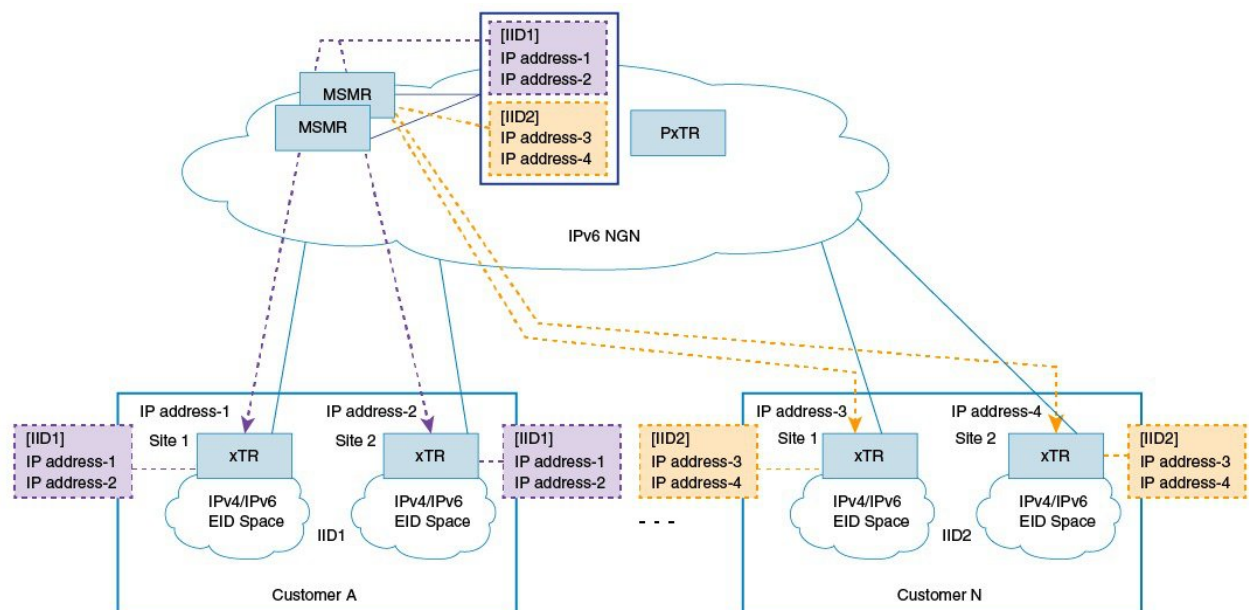 [IID1]
IP address-1
IP address-2
MSMR
MSMR
[IID2]
IP address-3
IP address-4
PxTR
IPv6 NGN
IP address-1
IP address-2
[IID1]
IP address-1
IP address-2
Site 1
xTR
Site 2
xTR
[IID1]
IP address-1
IP address-2
IPv4/IPv6
EID Space
IPv4/IPv6
EID Space
IID1
Customer A
- - -
IP address-3
IP address-4
[IID2]
IP address-3
IP address-4
Site 1
xTR
Site 2
xTR
[IID2]
IP address-3
IP address-4
IPv4/IPv6
EID Space
IPv4/IPv6
EID Space
IID2
Customer N